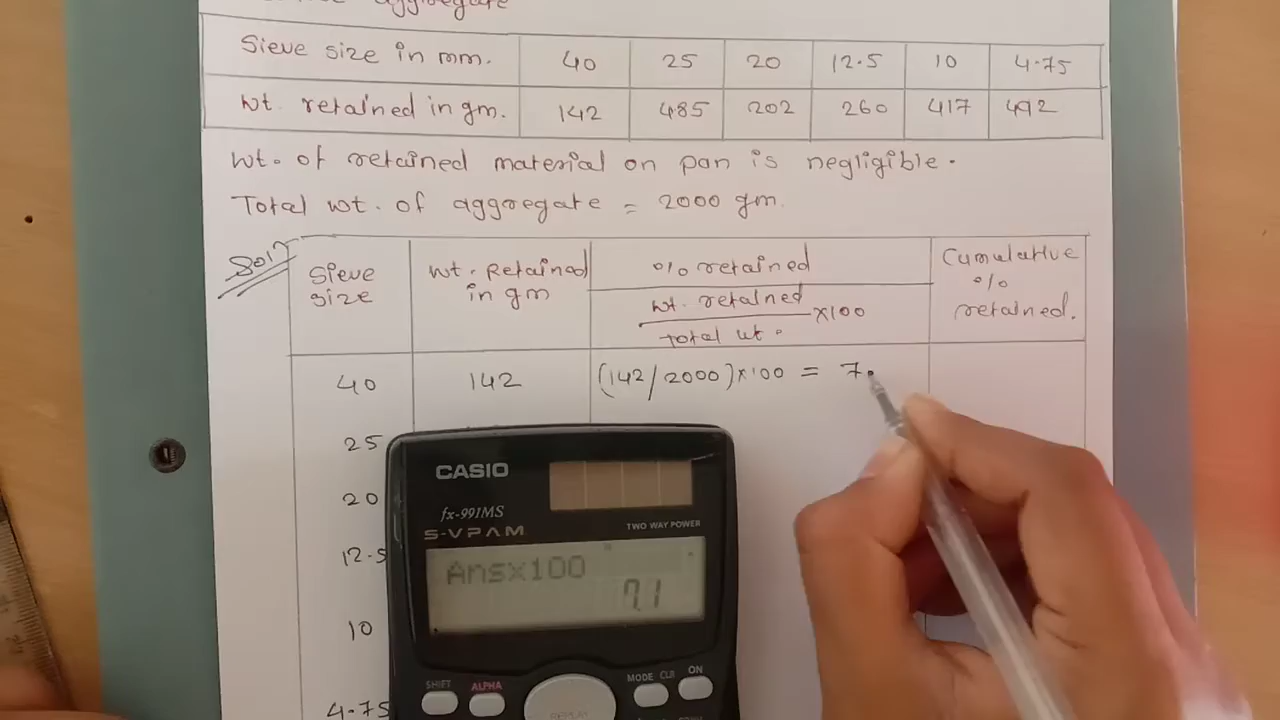 aggregate
Sieve size in mm. 40 25 20 12.5 10 4.75
wt. retained in gm. 142 485 202 260 417 492
wt. of retained material on pan is negligible.
Total wt. of aggregate = 2000 gm.
Soln
Sieve size
wt. Retained in gm
% retained
wt. retained
Total wt.
×100
Cumulative
%
retained.
40 142 (142/2000)×100 = 7.
25
20
12.5
10
4.75
CASIO
fx-991MS
S-VPAM
TWO WAY POWER
Ans×100
7.1
SHIFT ALPHA MODE CLR ON